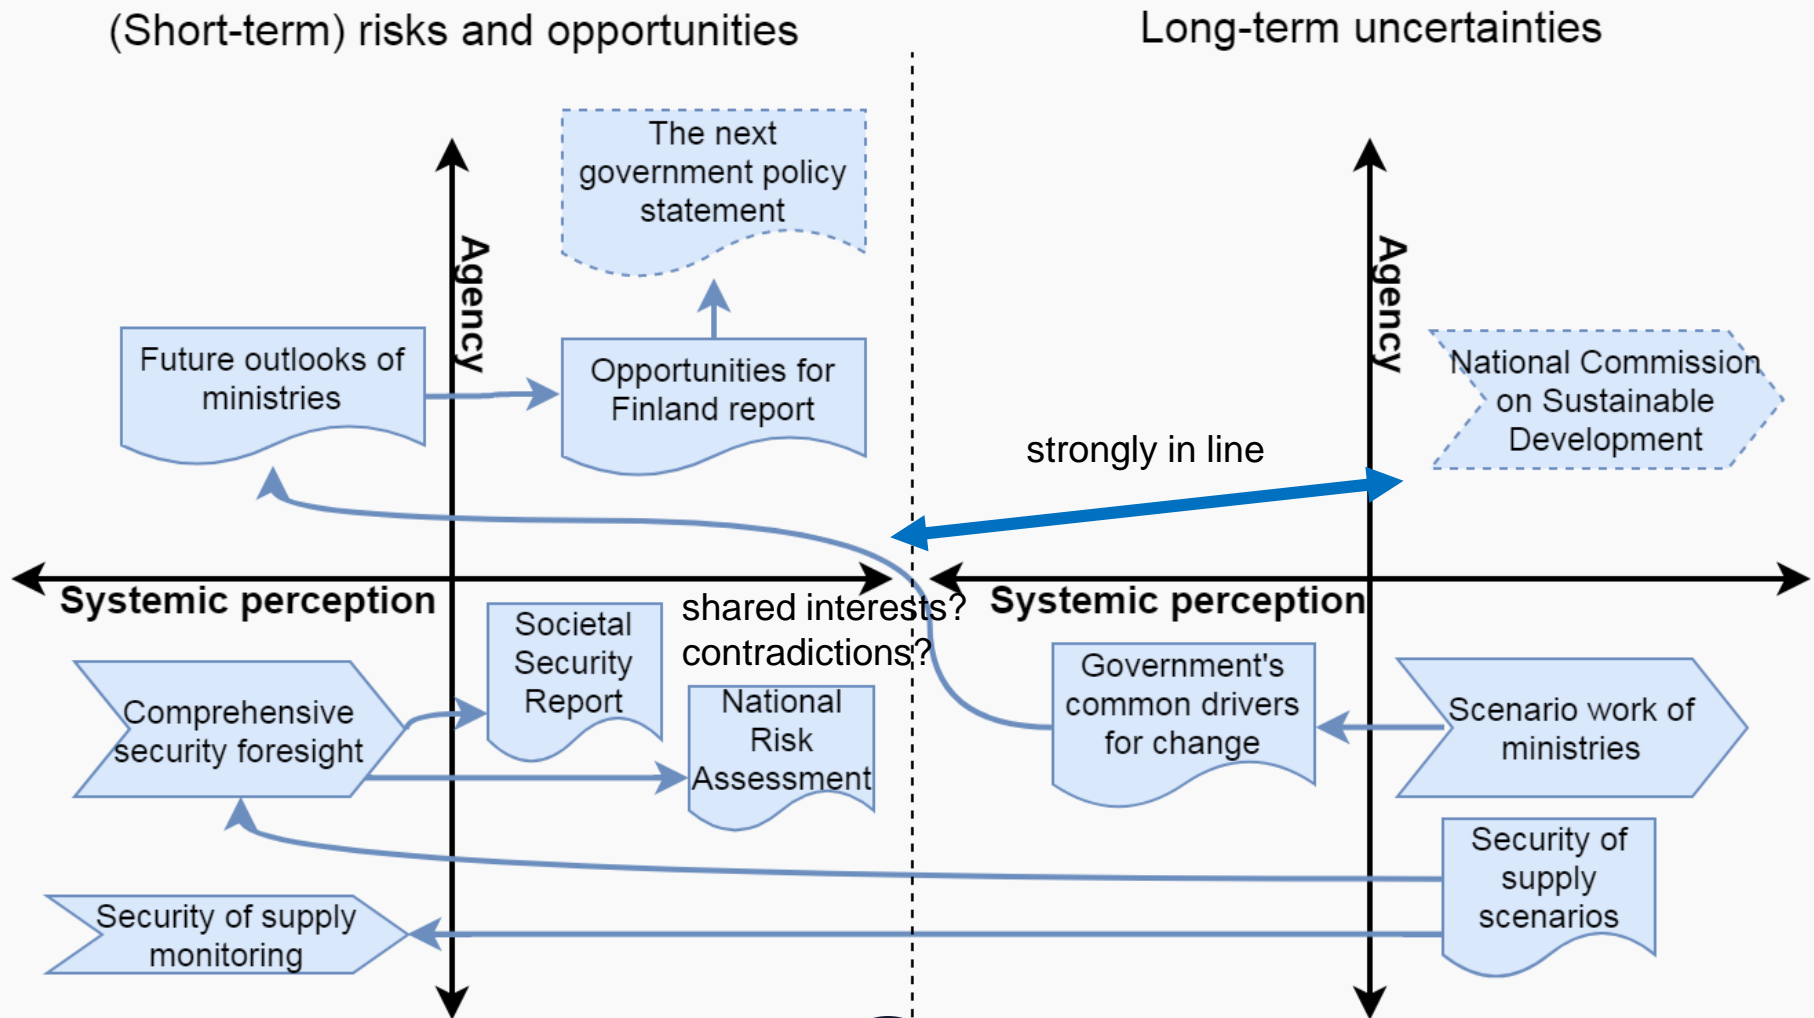 (Short-term) risks and opportunities
Long-term uncertainties
The next
government policy
statement
Agency
Agency
Future outlooks of
ministries
Opportunities for
Finland report
National Commission
on Sustainable
Development
strongly in line
Systemic perception
shared interests?
contradictions?
Systemic perception
Societal
Security
Report
National
Risk
Assessment
Comprehensive
security foresight
Government's
common drivers
for change
Scenario work of
ministries
Security of
supply
scenarios
Security of supply
monitoring